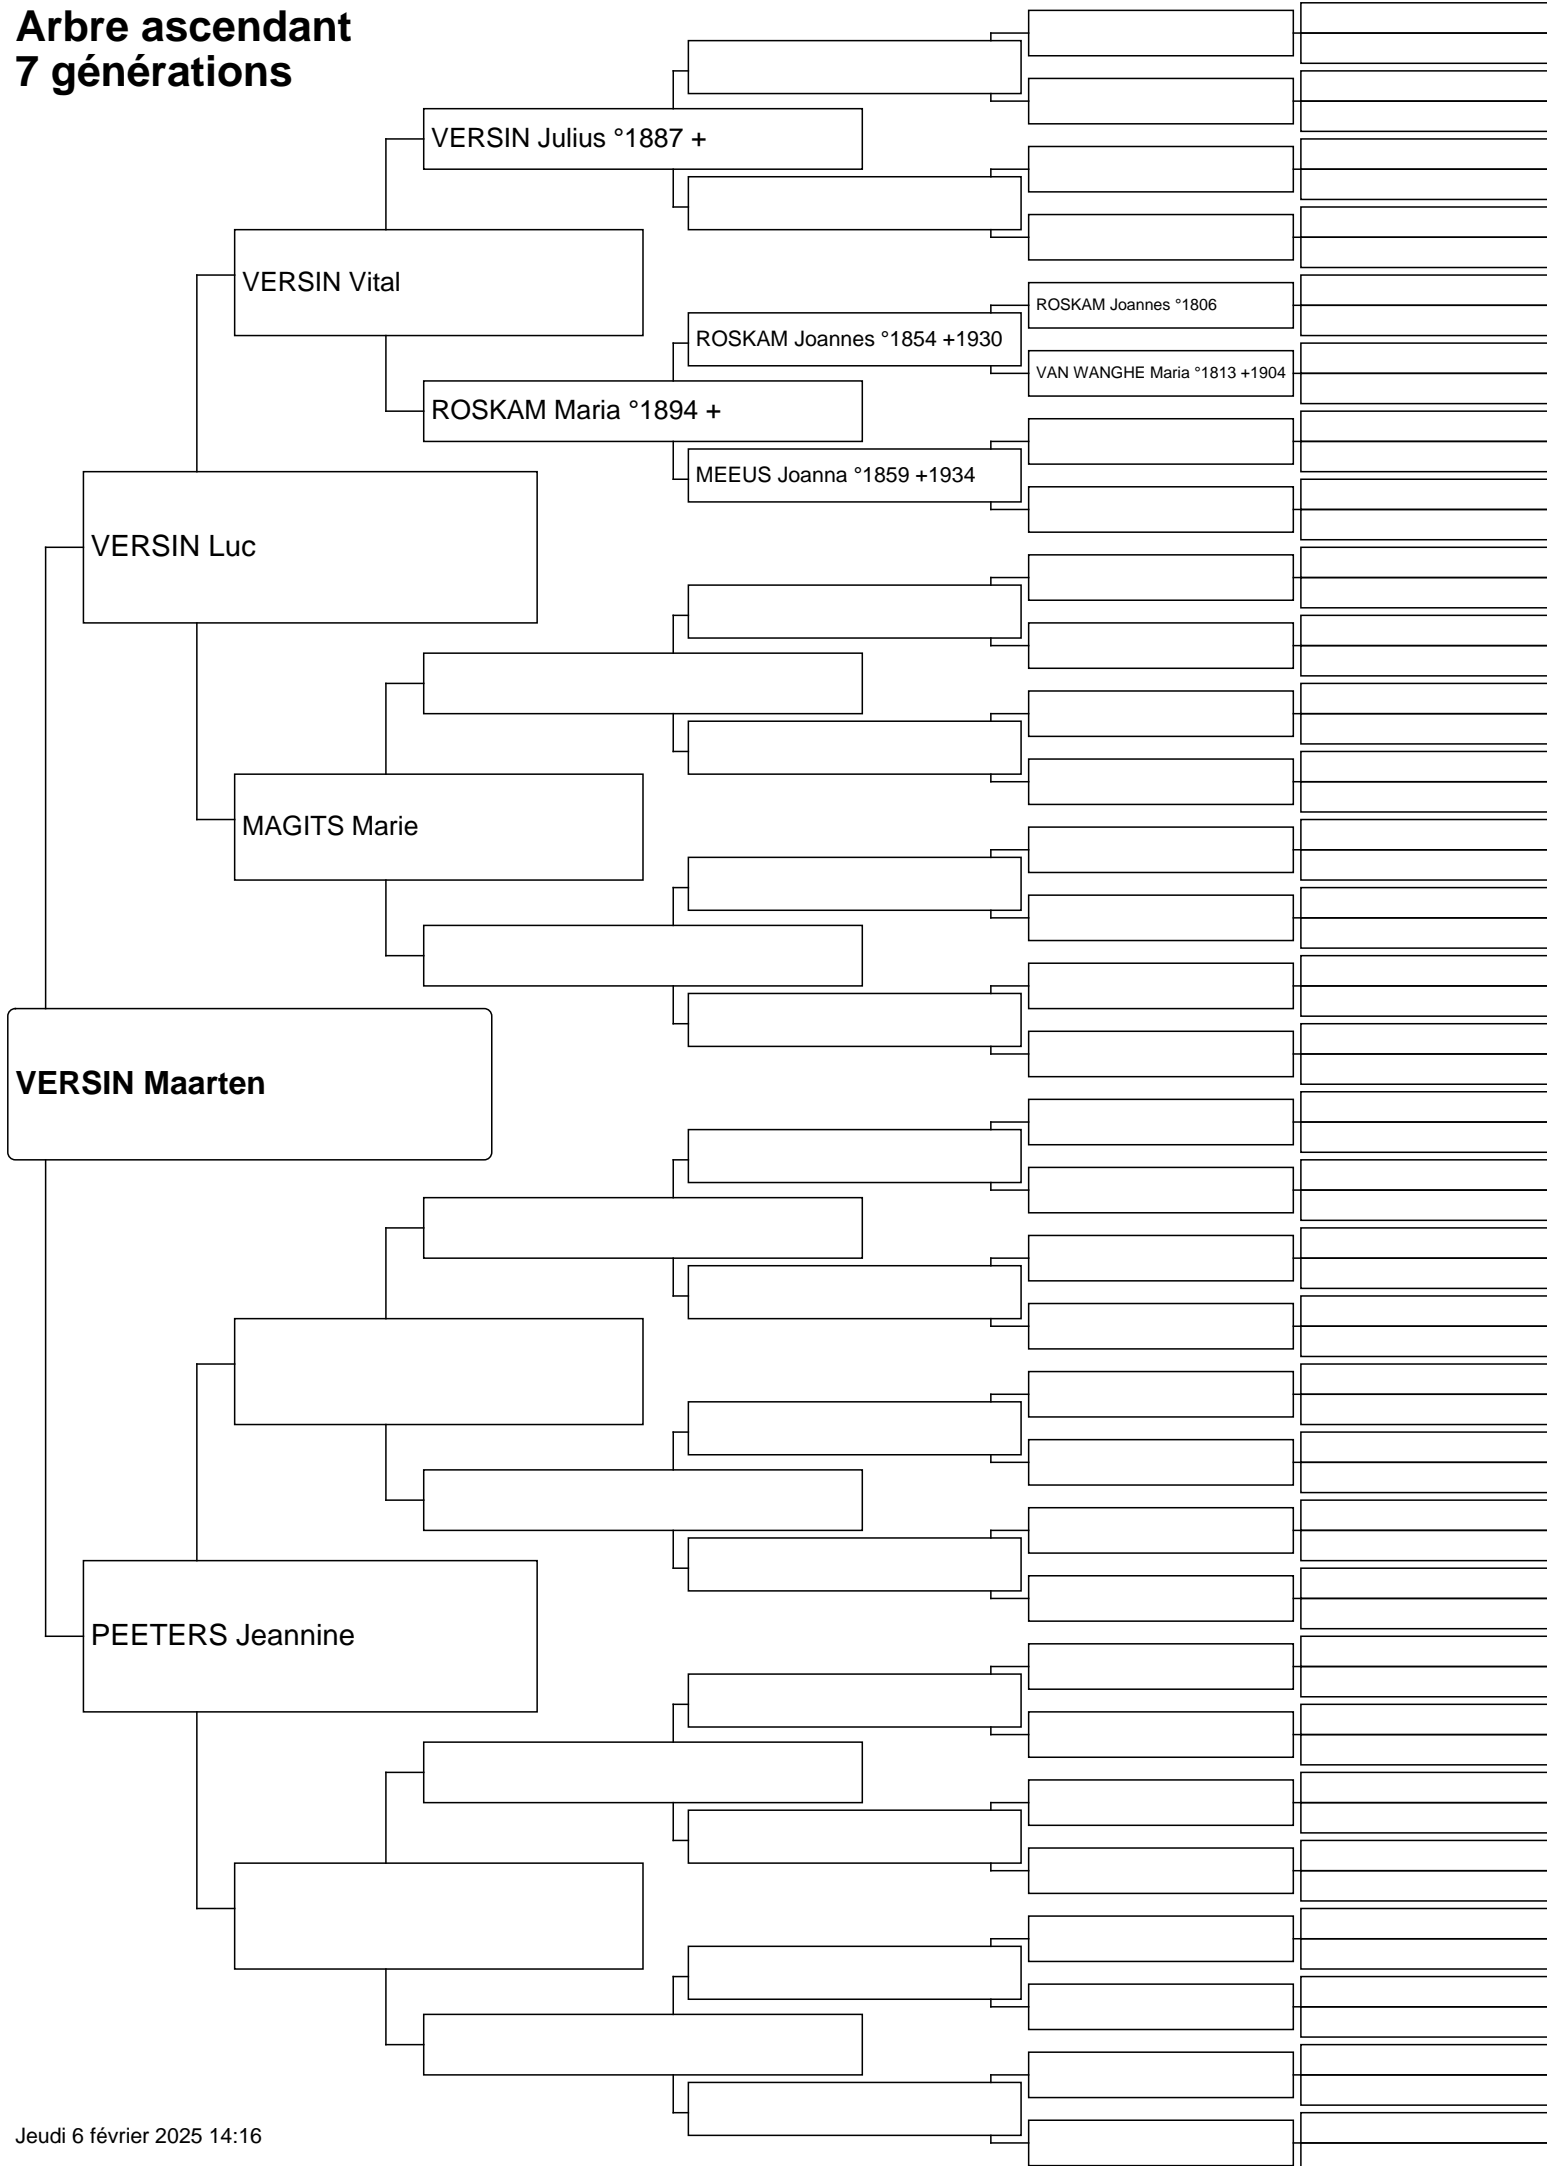 Arbre ascendant
7 générations
VERSIN Julius °1887 +
VERSIN Vital
ROSKAM Joannes °1806
ROSKAM Joannes °1854 +1930
VAN WANGHE Maria °1813 +1904
ROSKAM Maria °1894 +
MEEUS Joanna °1859 +1934
VERSIN Luc
MAGITS Marie
VERSIN Maarten
PEETERS Jeannine
Jeudi 6 février 2025 14:16